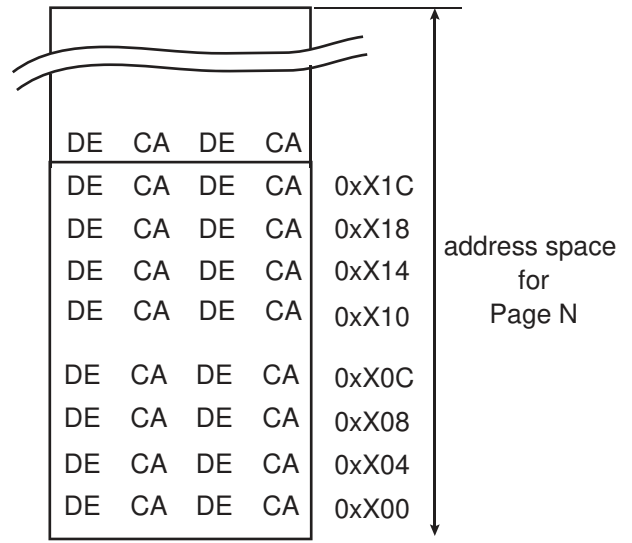 DE CA DE CA
DE CA DE CA 0xX1C
DE CA DE CA 0xX18
DE CA DE CA 0xX14
DE CA DE CA 0xX10
DE CA DE CA 0xX0C
DE CA DE CA 0xX08
DE CA DE CA 0xX04
DE CA DE CA 0xX00
address space
for
Page N